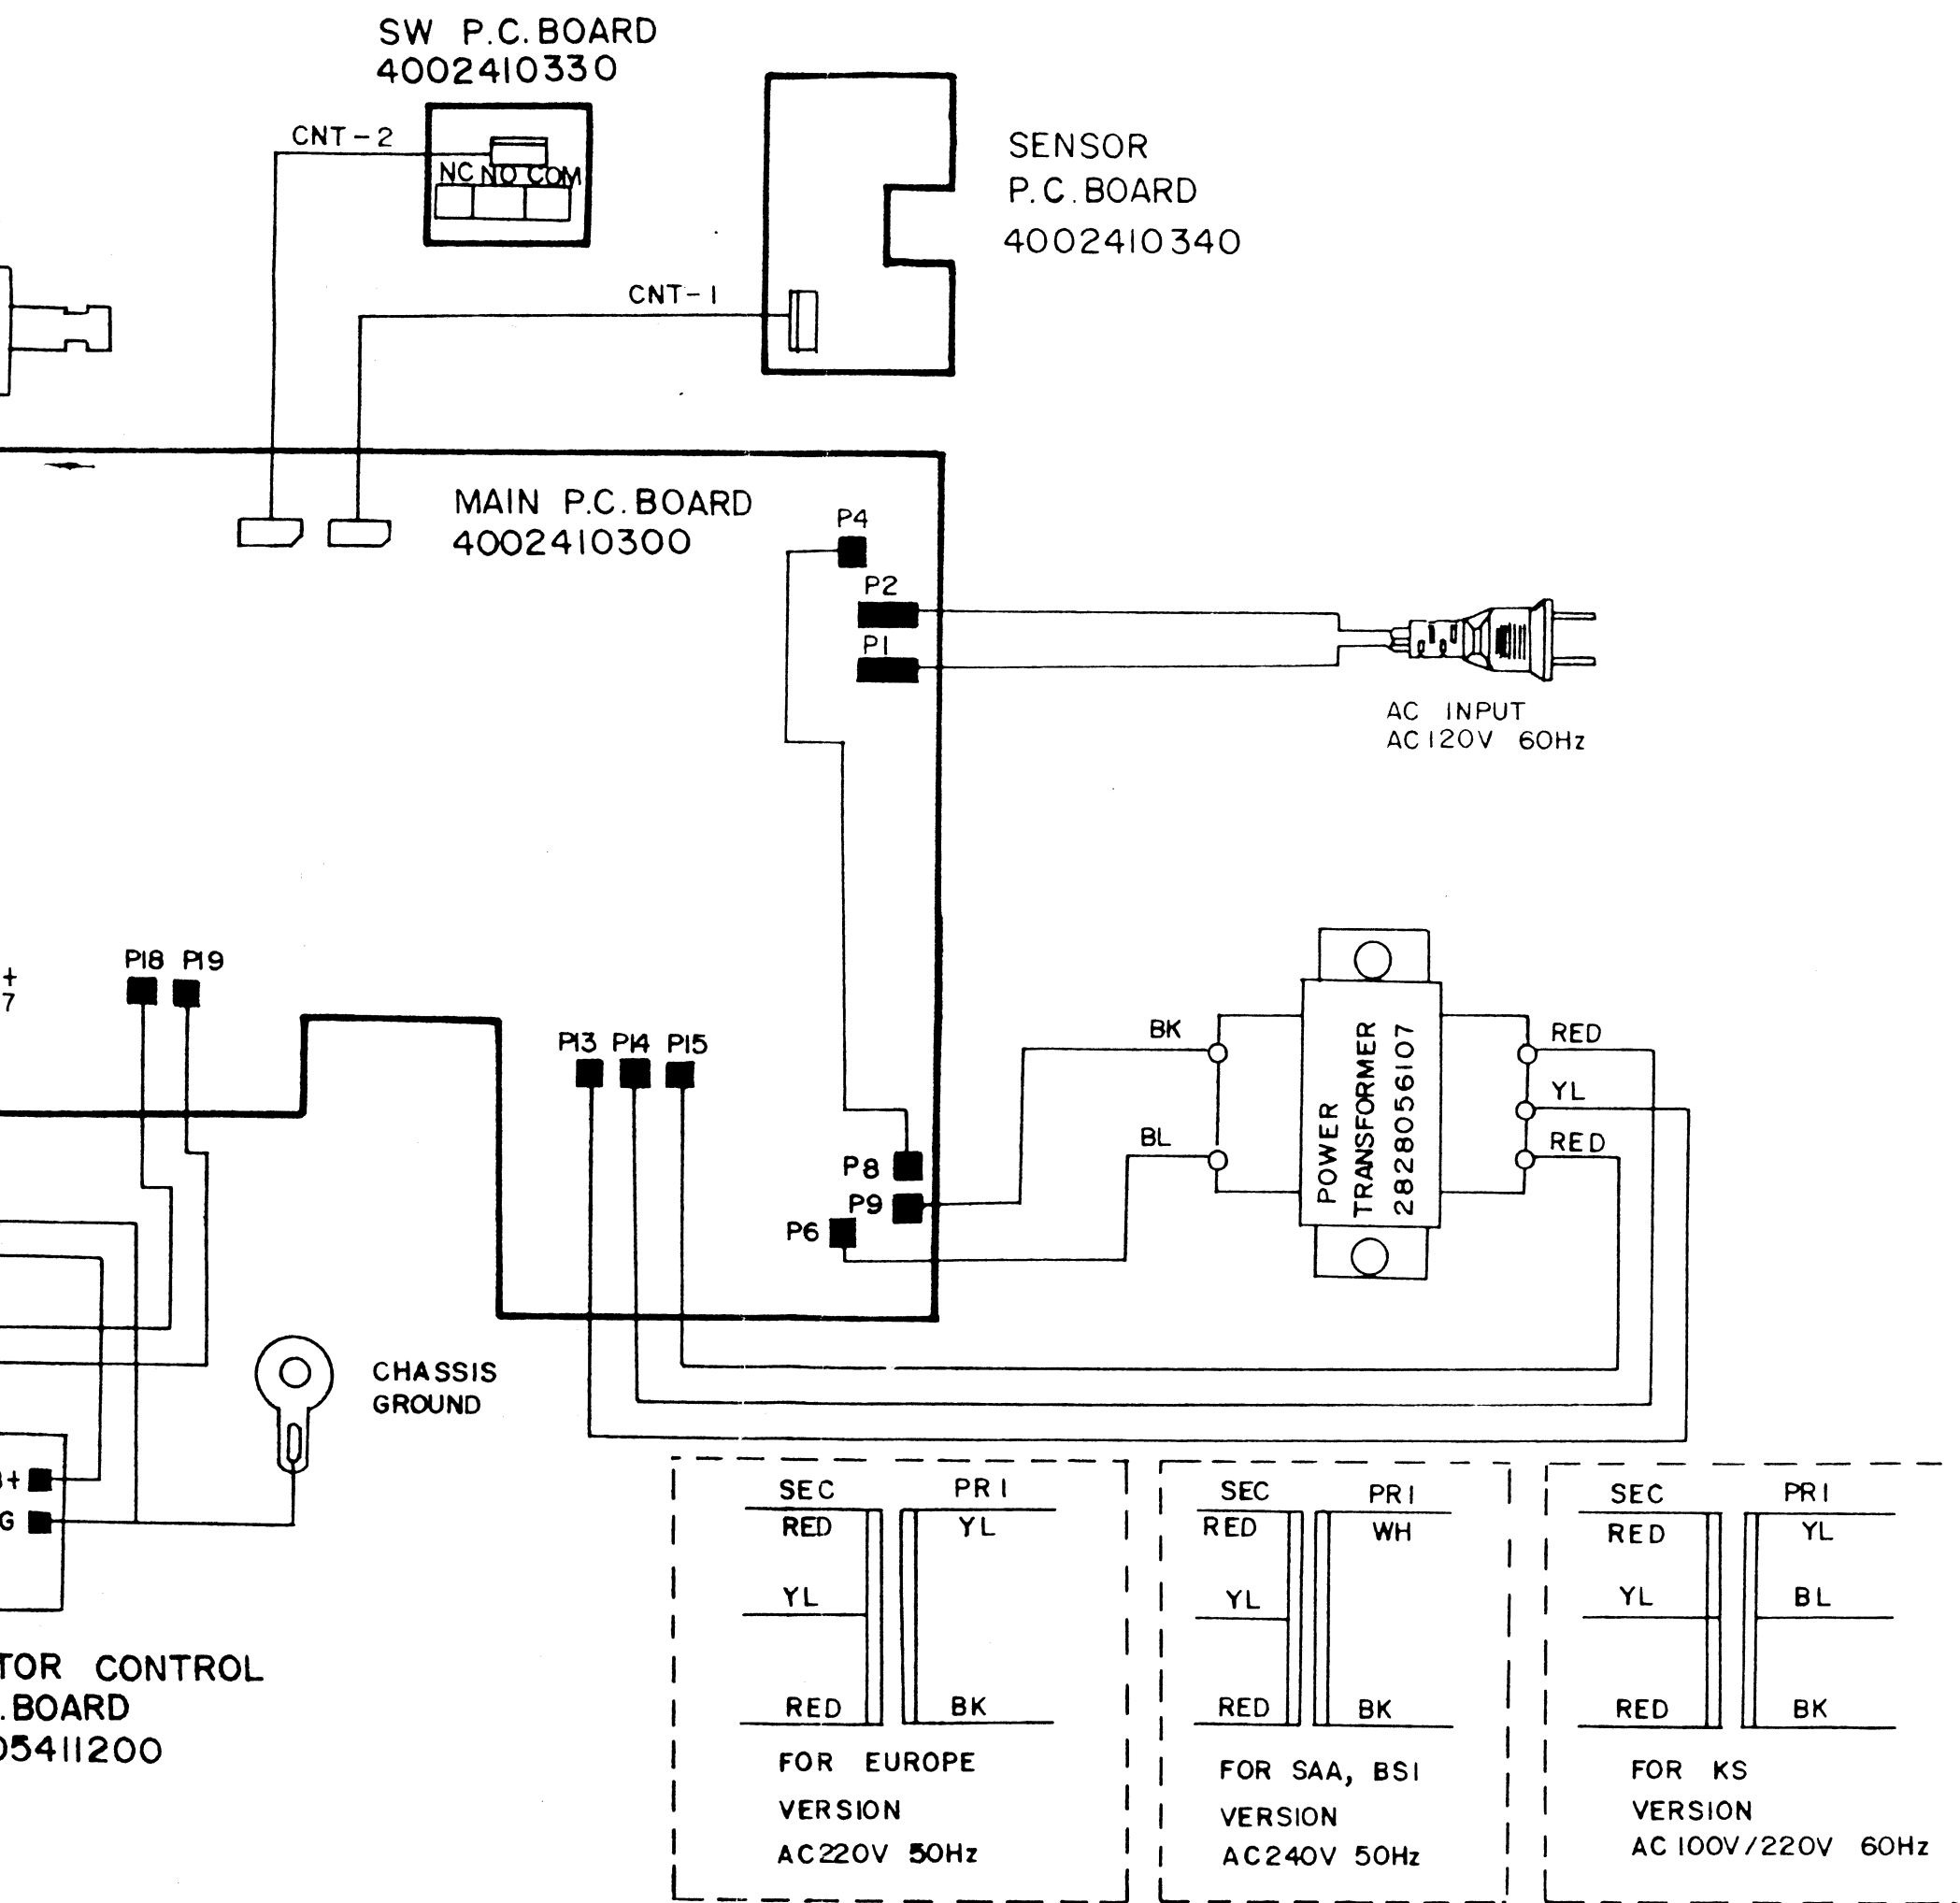 SW P.C.BOARD
4002410330
CNT-2
NC NO COM
SENSOR
P.C.BOARD
4002410340
CNT-1
MAIN P.C.BOARD
4002410300
P4
P2
P1
AC INPUT
AC120V 60Hz
P18 P19
+
7
P13 P14 P15
BK
BL
POWER
TRANSFORMER
2828056107
RED
YL
RED
P8
P9
P6
CHASSIS
GROUND
+
G
TOR CONTROL
.BOARD
05411200
SEC PRI
RED YL
YL
RED BK
FOR EUROPE
VERSION
AC220V 50Hz
SEC PRI
RED WH
YL
RED BK
FOR SAA, BSI
VERSION
AC240V 50Hz
SEC PRI
RED YL
YL BL
RED BK
FOR KS
VERSION
AC100V/220V 60Hz